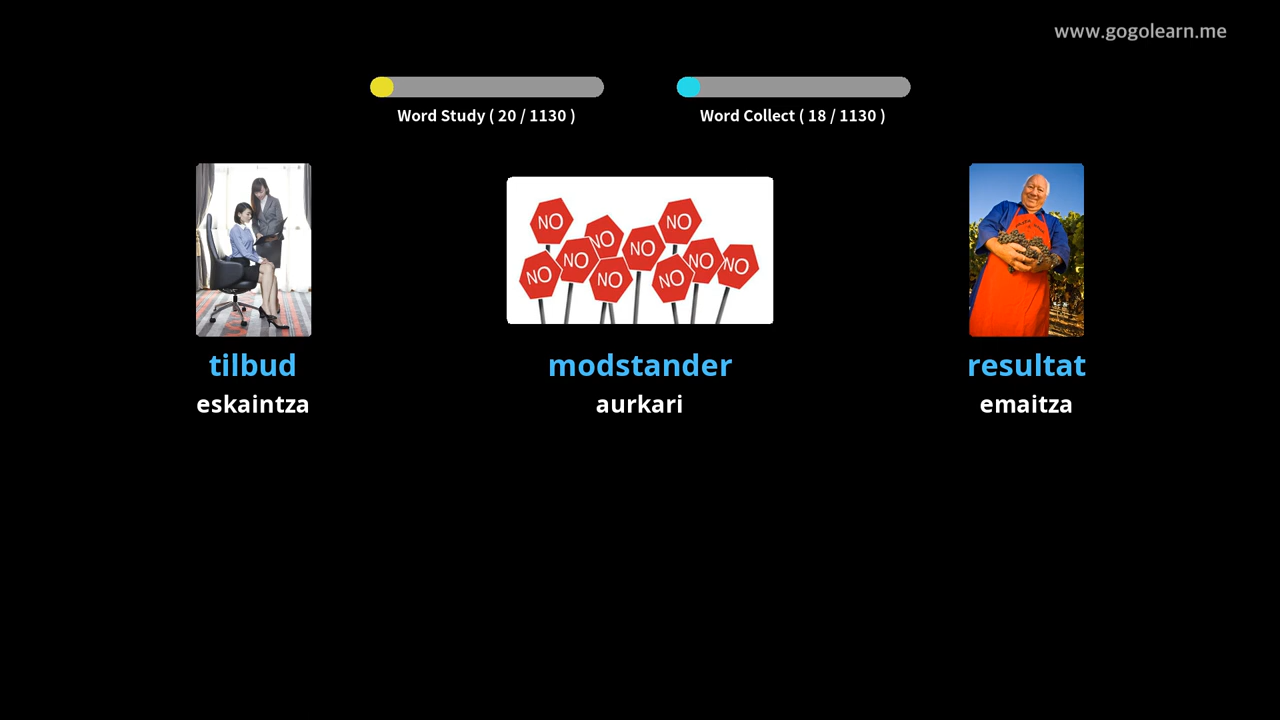 www.gogolearn.me
Word Study ( 20 / 1130 )
Word Collect ( 18 / 1130 )
NO
NO
NO
NO
NO
NO
NO
NO
NO
NO
tilbud
modstander
resultat
eskaintza
aurkari
emaitza